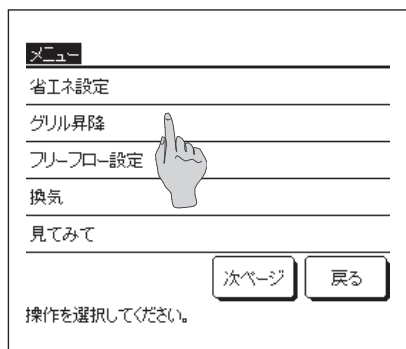 メニュー
省エネ設定
グリル昇降
フリーフロー設定
換気
見てみて
次ページ 戻る
操作を選択してください。